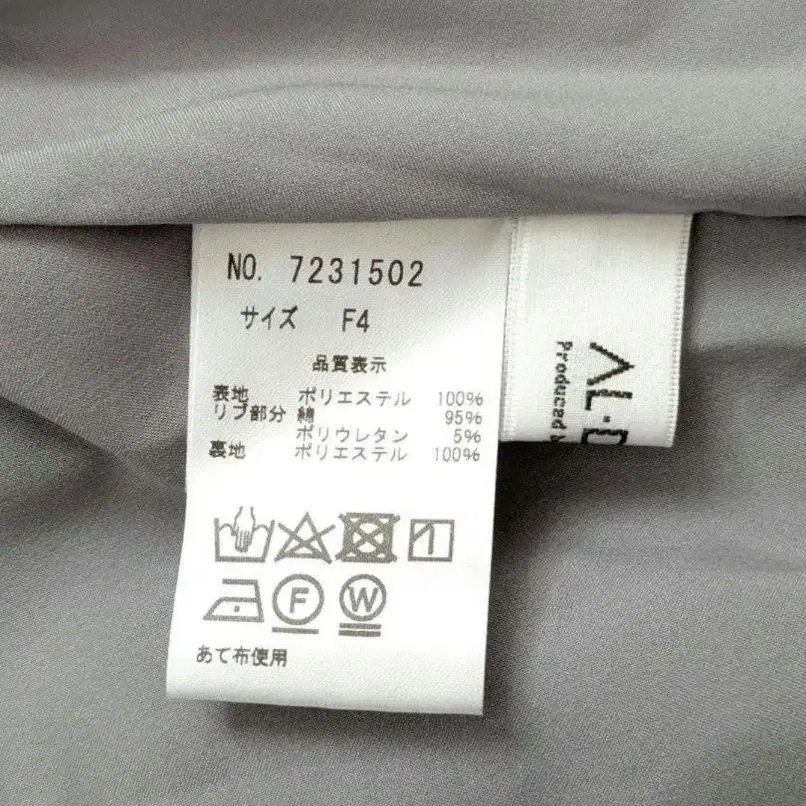 NO. 7231502
サイズ F4
品質表示
表地 ポリエステル 100%
リブ部分 綿 95%
ポリウレタン 5%
裏地 ポリエステル 100%
F W
あて布使用
AL·D
Produced